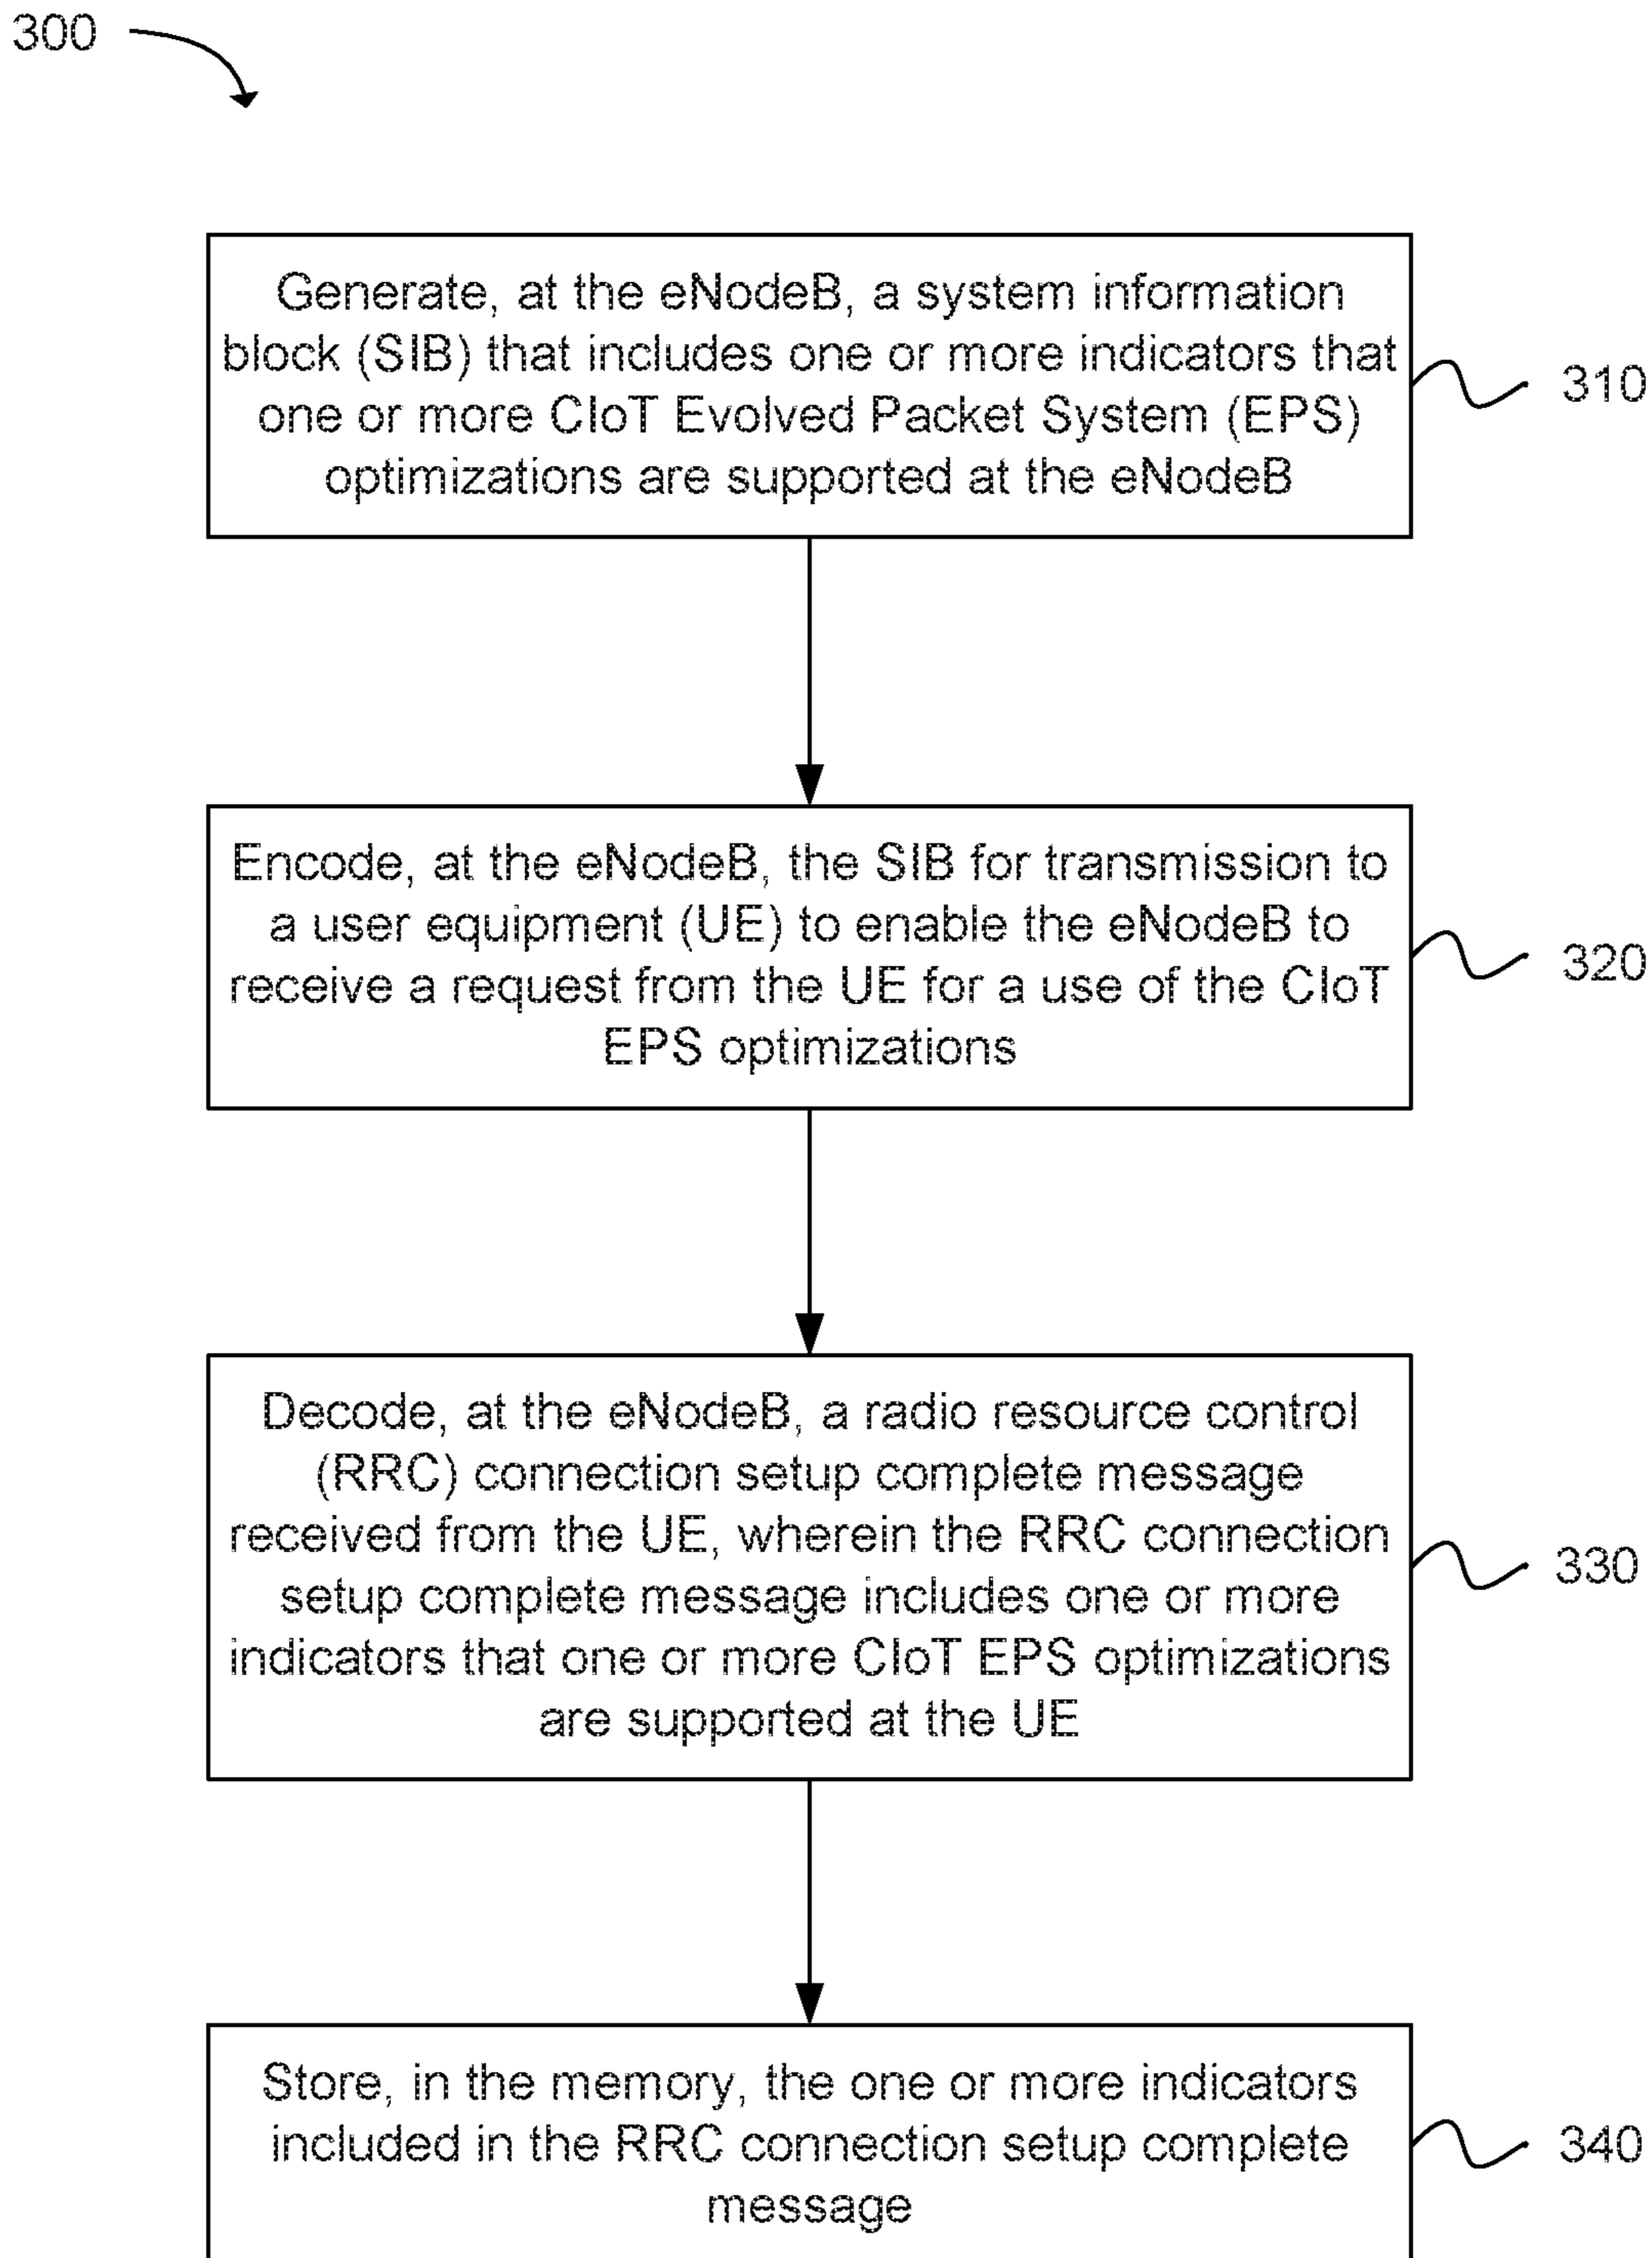 300
Generate, at the eNodeB, a system information
block (SIB) that includes one or more indicators that
one or more CIoT Evolved Packet System (EPS)
optimizations are supported at the eNodeB
310
Encode, at the eNodeB, the SIB for transmission to
a user equipment (UE) to enable the eNodeB to
receive a request from the UE for a use of the CIoT
EPS optimizations
320
Decode, at the eNodeB, a radio resource control
(RRC) connection setup complete message
received from the UE, wherein the RRC connection
setup complete message includes one or more
indicators that one or more CIoT EPS optimizations
are supported at the UE
330
Store, in the memory, the one or more indicators
included in the RRC connection setup complete
message
340